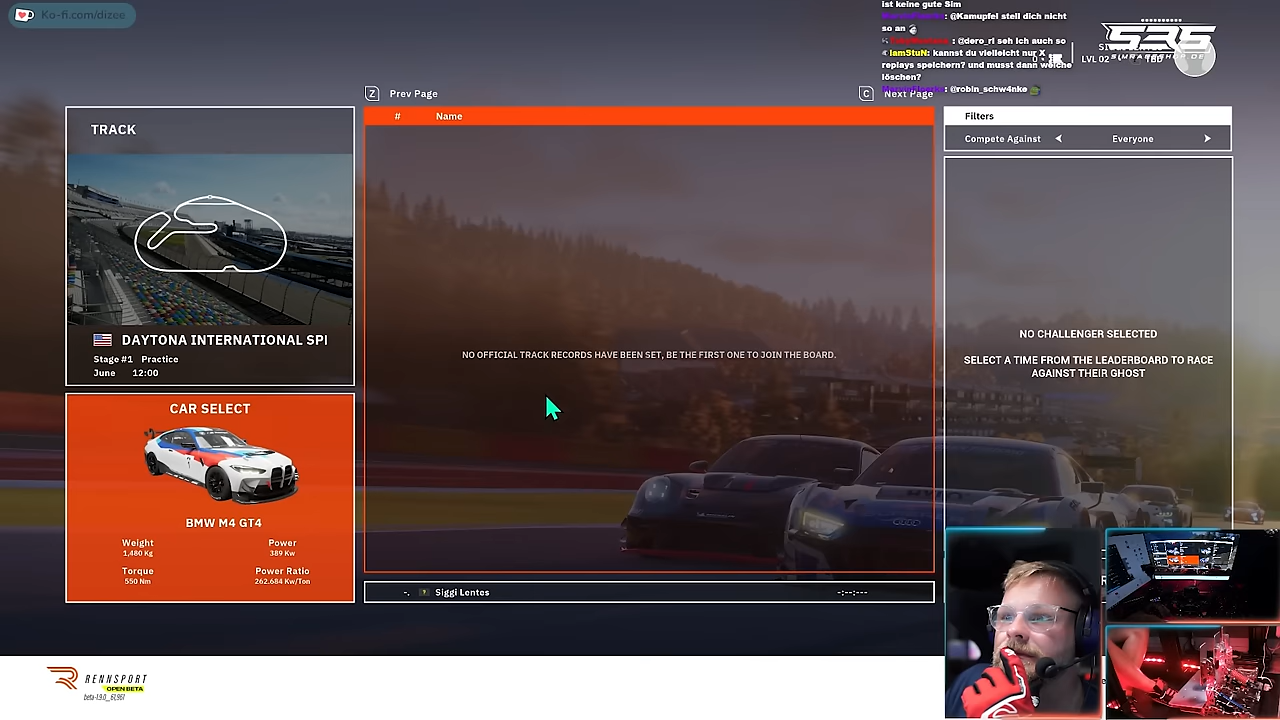 Ko-fi.com/dizee
ist keine gute Sim
: @Kamupfel stell dich nicht
so an
: @dero_rl seh ich auch so
IamStuN: kannst du vielleicht nur X
replays speichern? und musst dann welche
löschen?
: @robin_schw4nke
SRS
SIMRACESHOP.DE
LVL 02
TBD
Z Prev Page
C Next Page
TRACK
DAYTONA INTERNATIONAL SPI
Stage #1 Practice
June 12:00
CAR SELECT
BMW M4 GT4
Weight
1,480 Kg
Power
389 Kw
Torque
550 Nm
Power Ratio
262.684 Kw/Ton
# Name
NO OFFICIAL TRACK RECORDS HAVE BEEN SET, BE THE FIRST ONE TO JOIN THE BOARD.
-. ? Siggi Lentes -:--:---
Filters
Compete Against Everyone
NO CHALLENGER SELECTED
SELECT A TIME FROM THE LEADERBOARD TO RACE
AGAINST THEIR GHOST
RENNSPORT
OPEN BETA